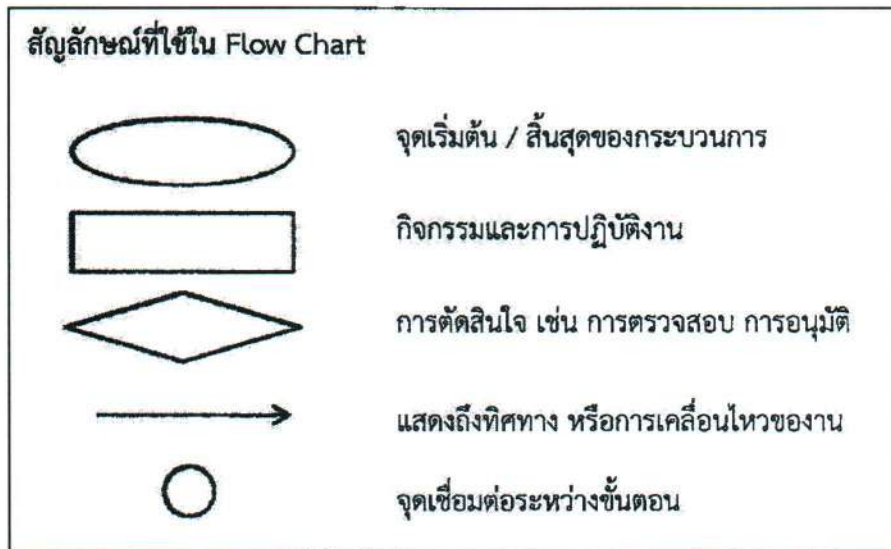 สัญลักษณ์ที่ใช้ใน Flow Chart
จุดเริ่มต้น / สิ้นสุดของกระบวนการ
กิจกรรมและการปฏิบัติงาน
การตัดสินใจ เช่น การตรวจสอบ การอนุมัติ
แสดงถึงทิศทาง หรือการเคลื่อนไหวของงาน
จุดเชื่อมต่อระหว่างขั้นตอน